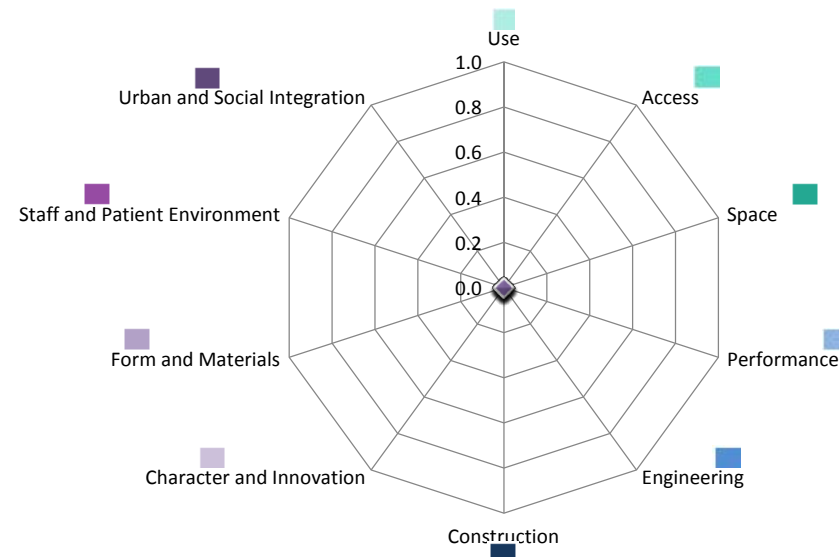 Use
1.0
Urban and Social Integration
Access
0.8
0.6
0.4
Staff and Patient Environment
Space
0.2
0.0
Form and Materials
Performance
Character and Innovation
Engineering
Construction